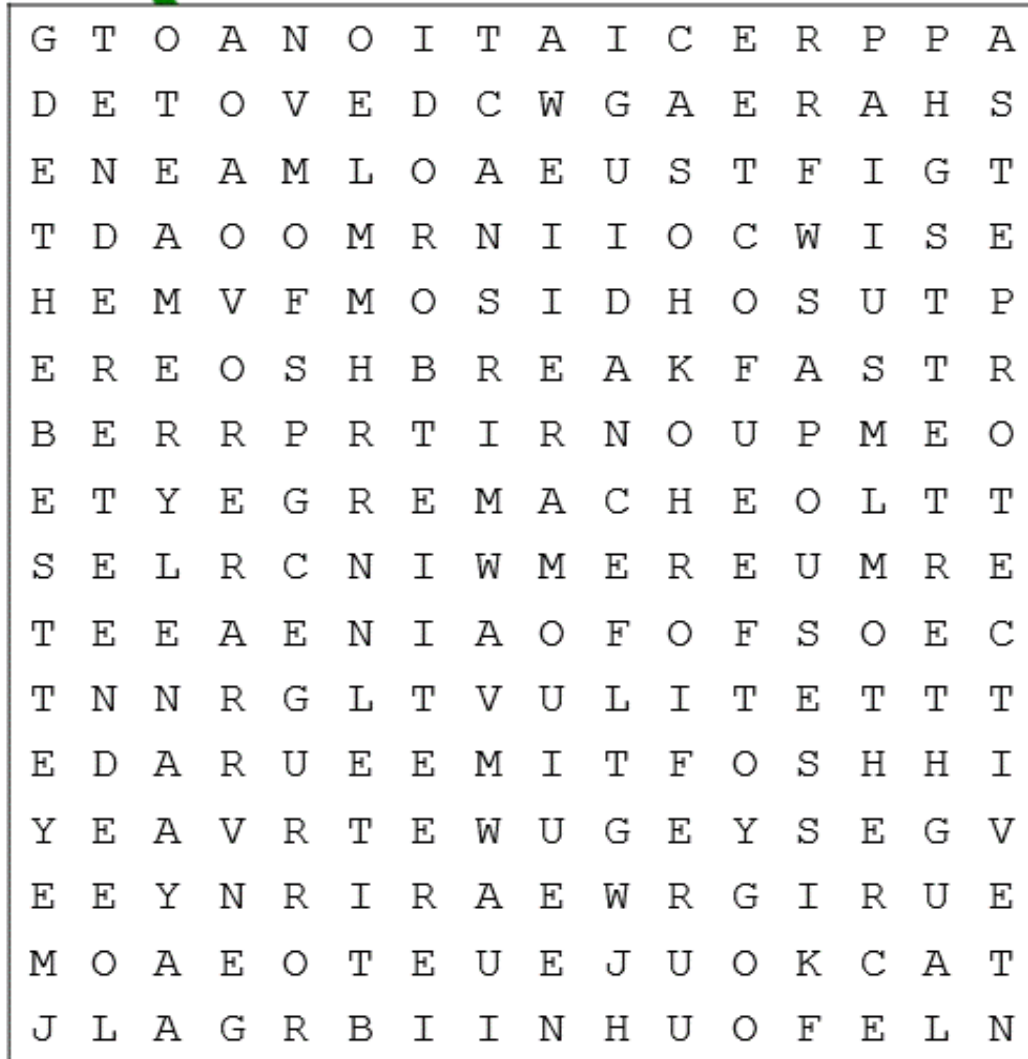 G T O A N O I T A I C E R P P A
D E T O V E D C W G A E R A H S
E N E A M L O A E U S T F I G T
T D A O O M R N I I O C W I S E
H E M V F M O S I D H O S U T P
E R E O S H B R E A K F A S T R
B E R R P R T I R N O U P M E O
E T Y E G R E M A C H E O L T T
S E L R C N I W M E R E U M R E
T E E A E N I A O F O F S O E C
T N N R G L T V U L I T E T T T
E D A R U E E M I T F O S H H I
Y E A V R T E W U G E Y S E G V
E E Y N R I R A E W R G I R U E
M O A E O T E U E J U O K C A T
J L A G R B I I N H U O F E L N